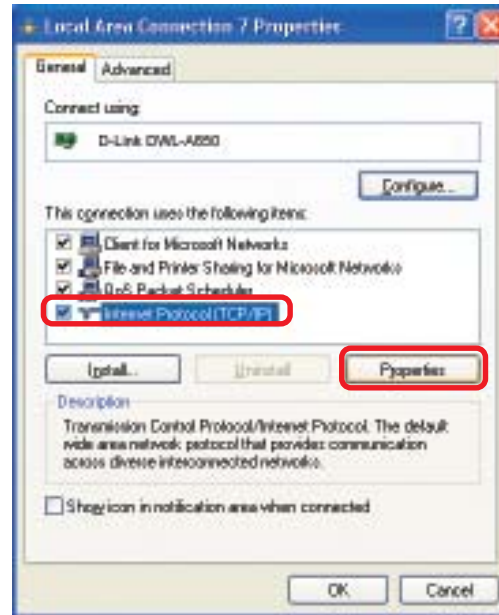 Local Area Connection 7 Properties
General Advanced
Connect using:
D-Link DWL-A650
Configure...
This connection uses the following items:
Client for Microsoft Networks
File and Printer Sharing for Microsoft Networks
QoS Packet Scheduler
Internet Protocol (TCP/IP)
Install... Uninstall Properties
Description
Transmission Control Protocol/Internet Protocol. The default
wide area network protocol that provides communication
across diverse interconnected networks.
Show icon in notification area when connected
OK Cancel